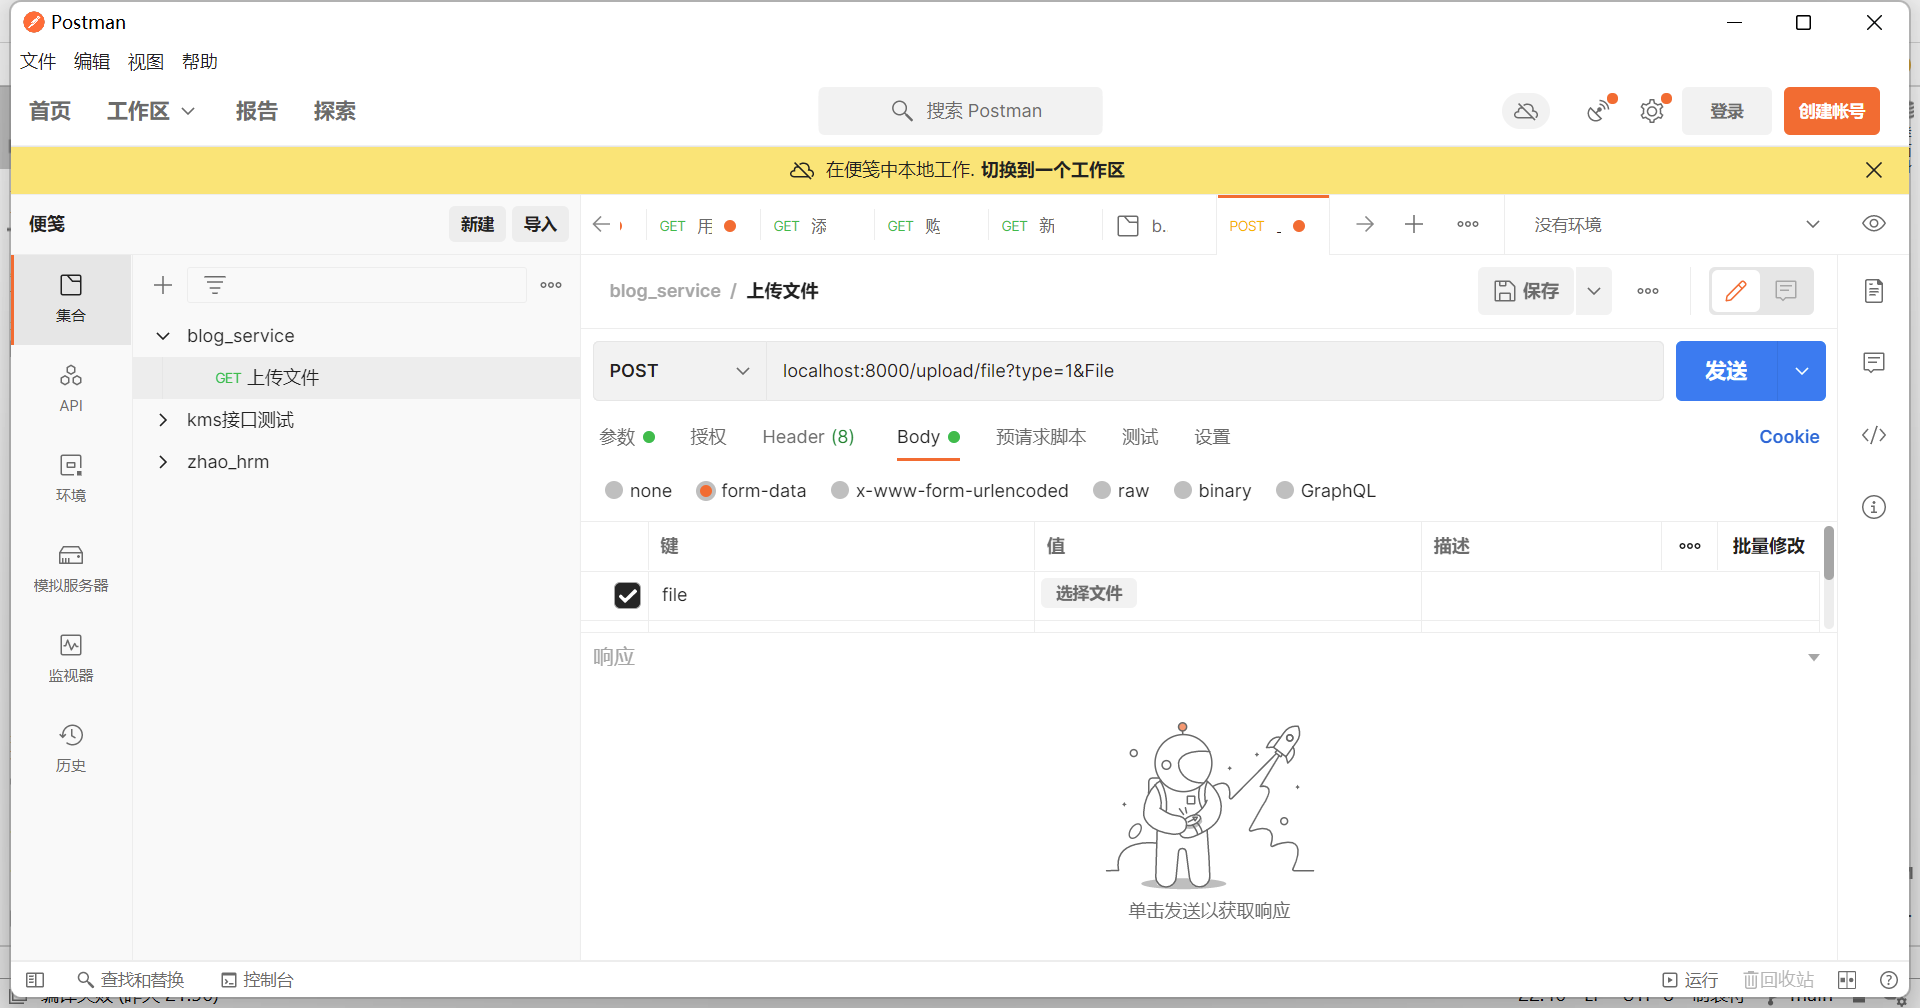 Postman
文件 编辑 视图 帮助
首页 工作区 报告 探索 搜索 Postman 登录 创建帐号
在便笺中本地工作. 切换到一个工作区
便笺 新建 导入 GET 用 GET 添 GET 购 GET 新 b. POST _ 没有环境
集合
API
环境
模拟服务器
监视器
历史
blog_service
GET 上传文件
kms接口测试
zhao_hrm
blog_service / 上传文件 保存
POST localhost:8000/upload/file?type=1&File 发送
参数 授权 Header (8) Body 预请求脚本 测试 设置 Cookie
none form-data x-www-form-urlencoded raw binary GraphQL
键 值 描述 批量修改
file 选择文件
响应
单击发送以获取响应
查找和替换 控制台 运行 回收站